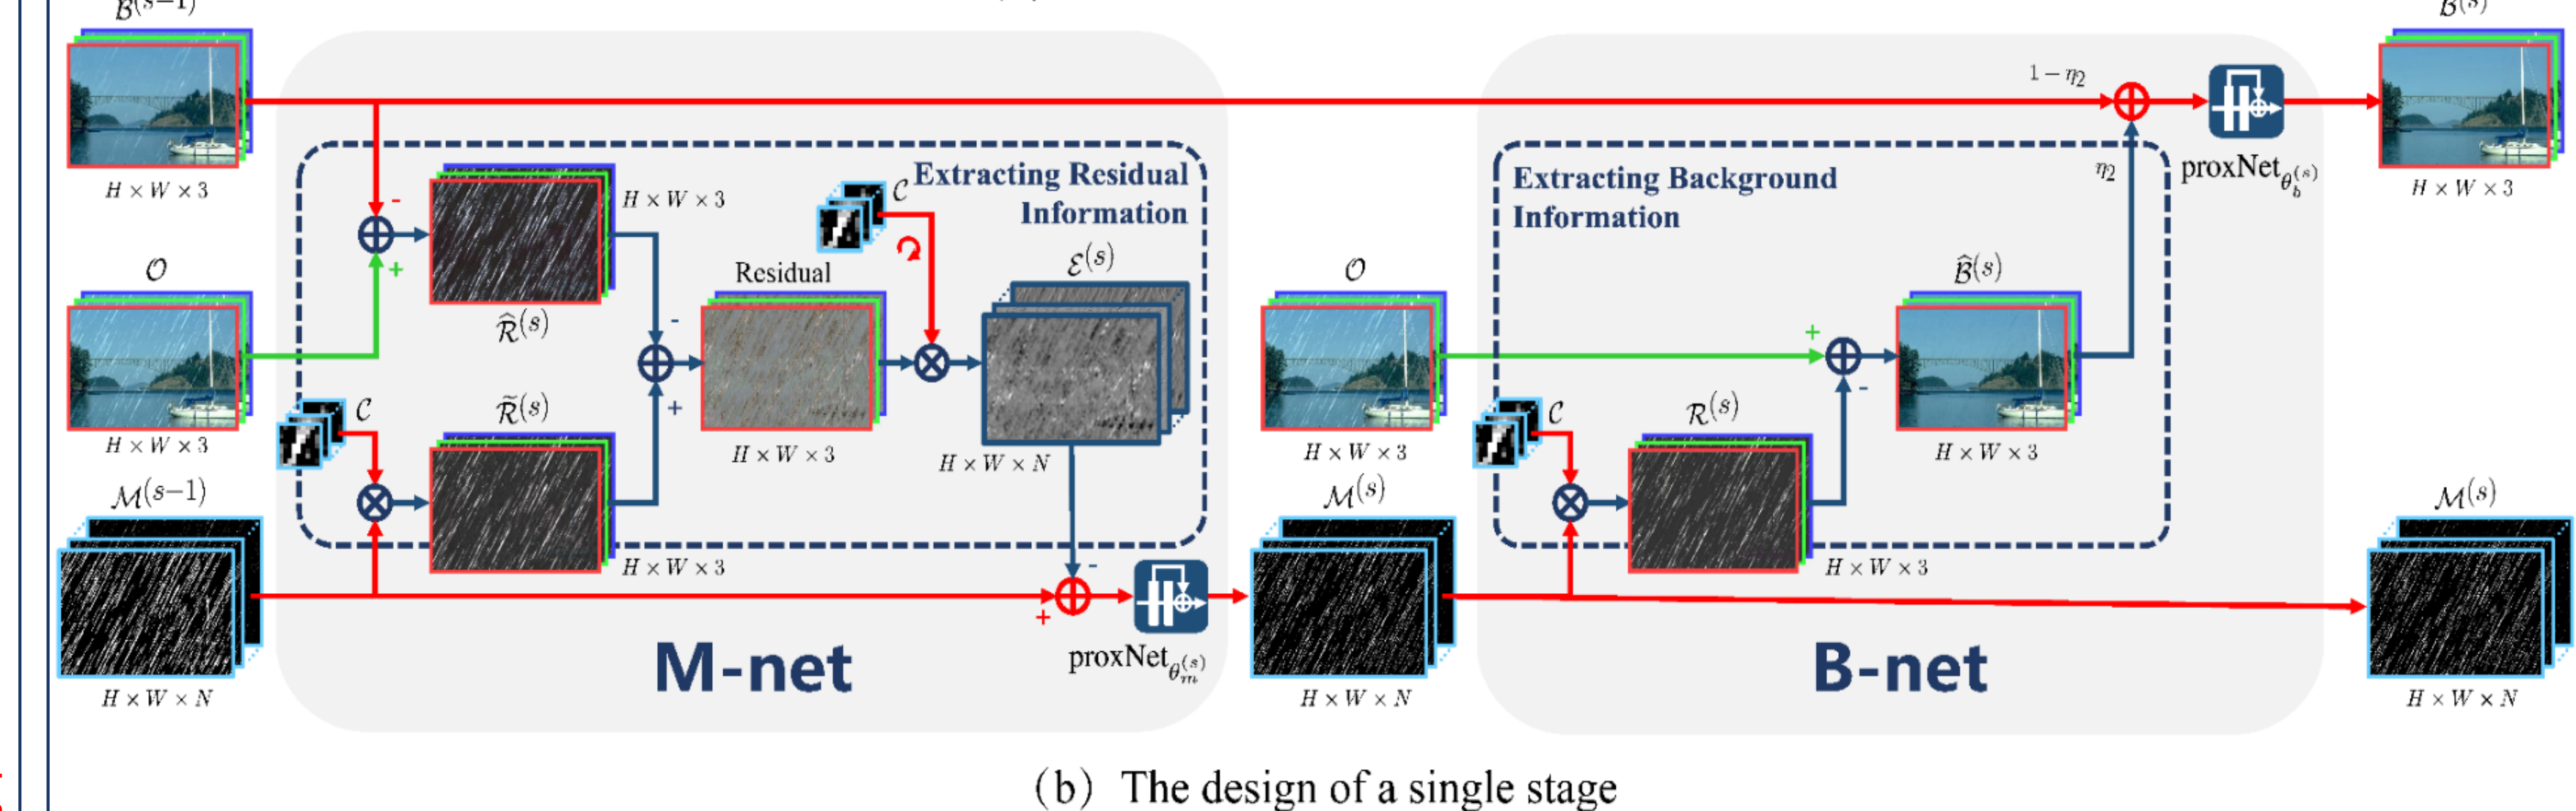 B^(s−1)
B^(s)
1 − η₂
H × W × 3
Extracting Residual
Information
C
H × W × 3
-
+
R̂^(s)
Extracting Background
Information
η₂
proxNet_θ_b^(s)
H × W × 3
O
Residual
ℰ^(s)
O
B̂^(s)
-
+
+
-
H × W × 3
C
R̃^(s)
H × W × 3
H × W × N
H × W × 3
C
R^(s)
H × W × 3
M^(s−1)
H × W × 3
-
+
proxNet_θ_m^(s)
M^(s)
H × W × 3
M^(s)
H × W × N
M-net
H × W × N
B-net
H × W × N
(b) The design of a single stage